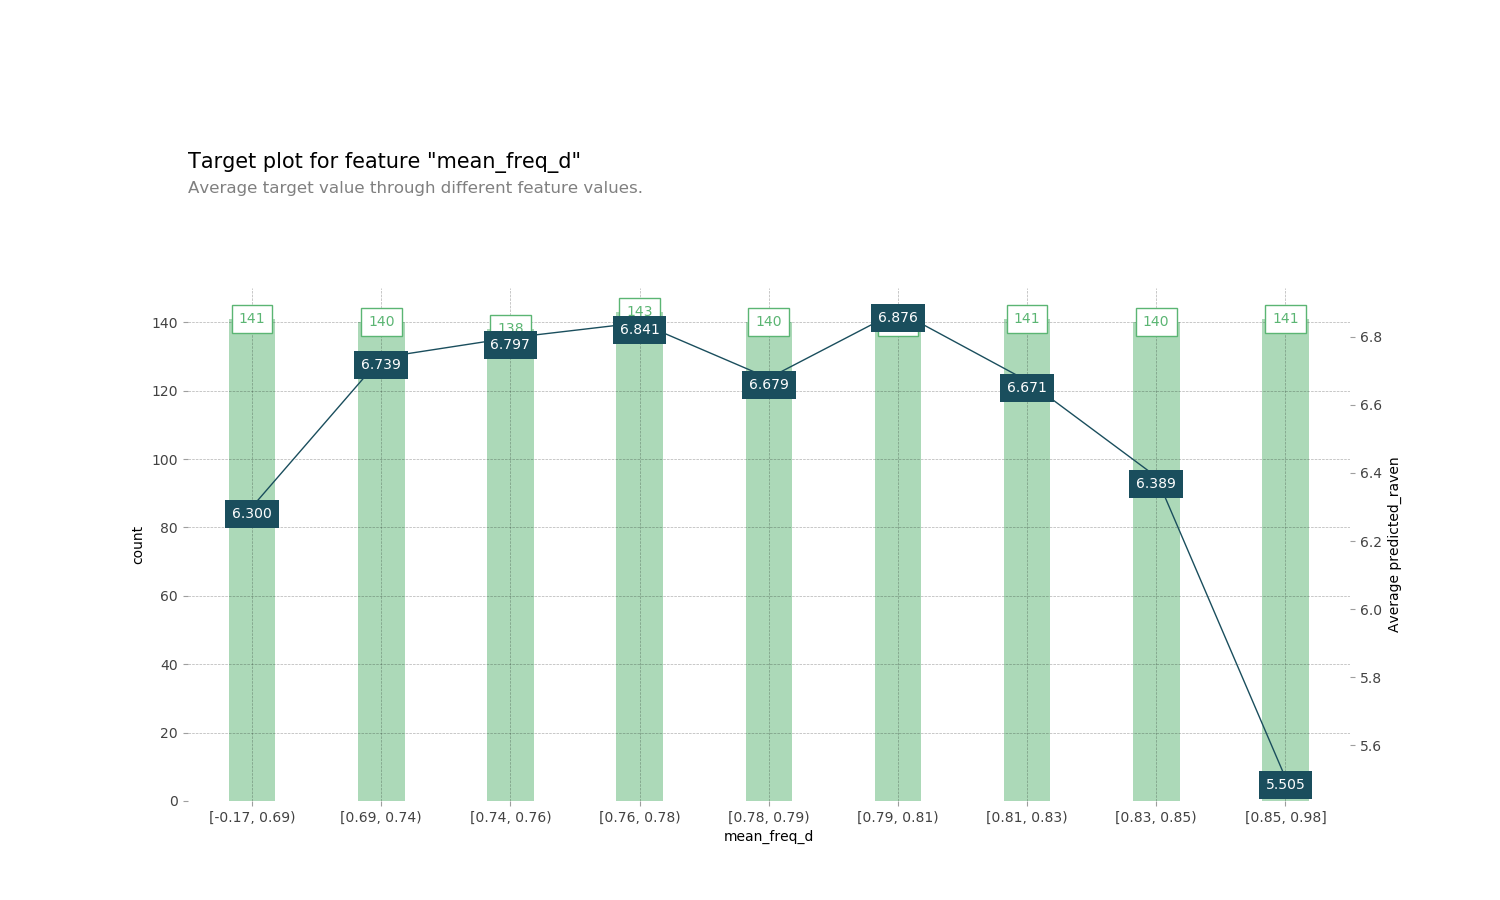 Target plot for feature "mean_freq_d"
Average target value through different feature values.
141 140 138 143 140 141 140 141
6.300 6.739 6.797 6.841 6.679 6.876 6.671 6.389 5.505
140
120
100
80
60
40
20
0
count
6.8
6.6
6.4
6.2
6.0
5.8
5.6
Average predicted_raven
[-0.17, 0.69) [0.69, 0.74) [0.74, 0.76) [0.76, 0.78) [0.78, 0.79) [0.79, 0.81) [0.81, 0.83) [0.83, 0.85) [0.85, 0.98]
mean_freq_d